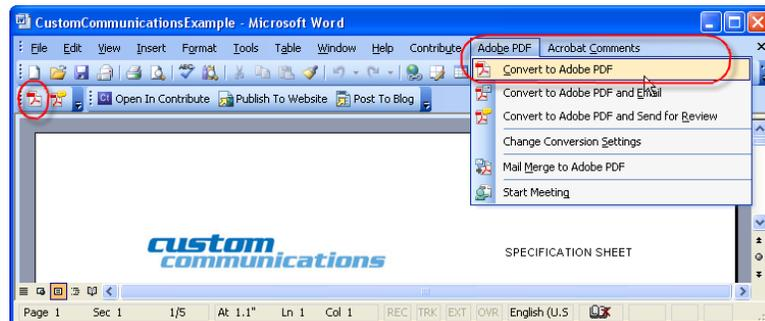 CustomCommunicationsExample - Microsoft Word
File Edit View Insert Format Tools Table Window Help Contribute Adobe PDF Acrobat Comments
Convert to Adobe PDF
Convert to Adobe PDF and Email
Ct Open In Contribute Publish To Website Post To Blog
Convert to Adobe PDF and Send for Review
Change Conversion Settings
Mail Merge to Adobe PDF
Start Meeting
custom
communications
SPECIFICATION SHEET
Page 1 Sec 1 1/5 At 1.1" Ln 1 Col 1 REC TRK EXT OVR English (U.S